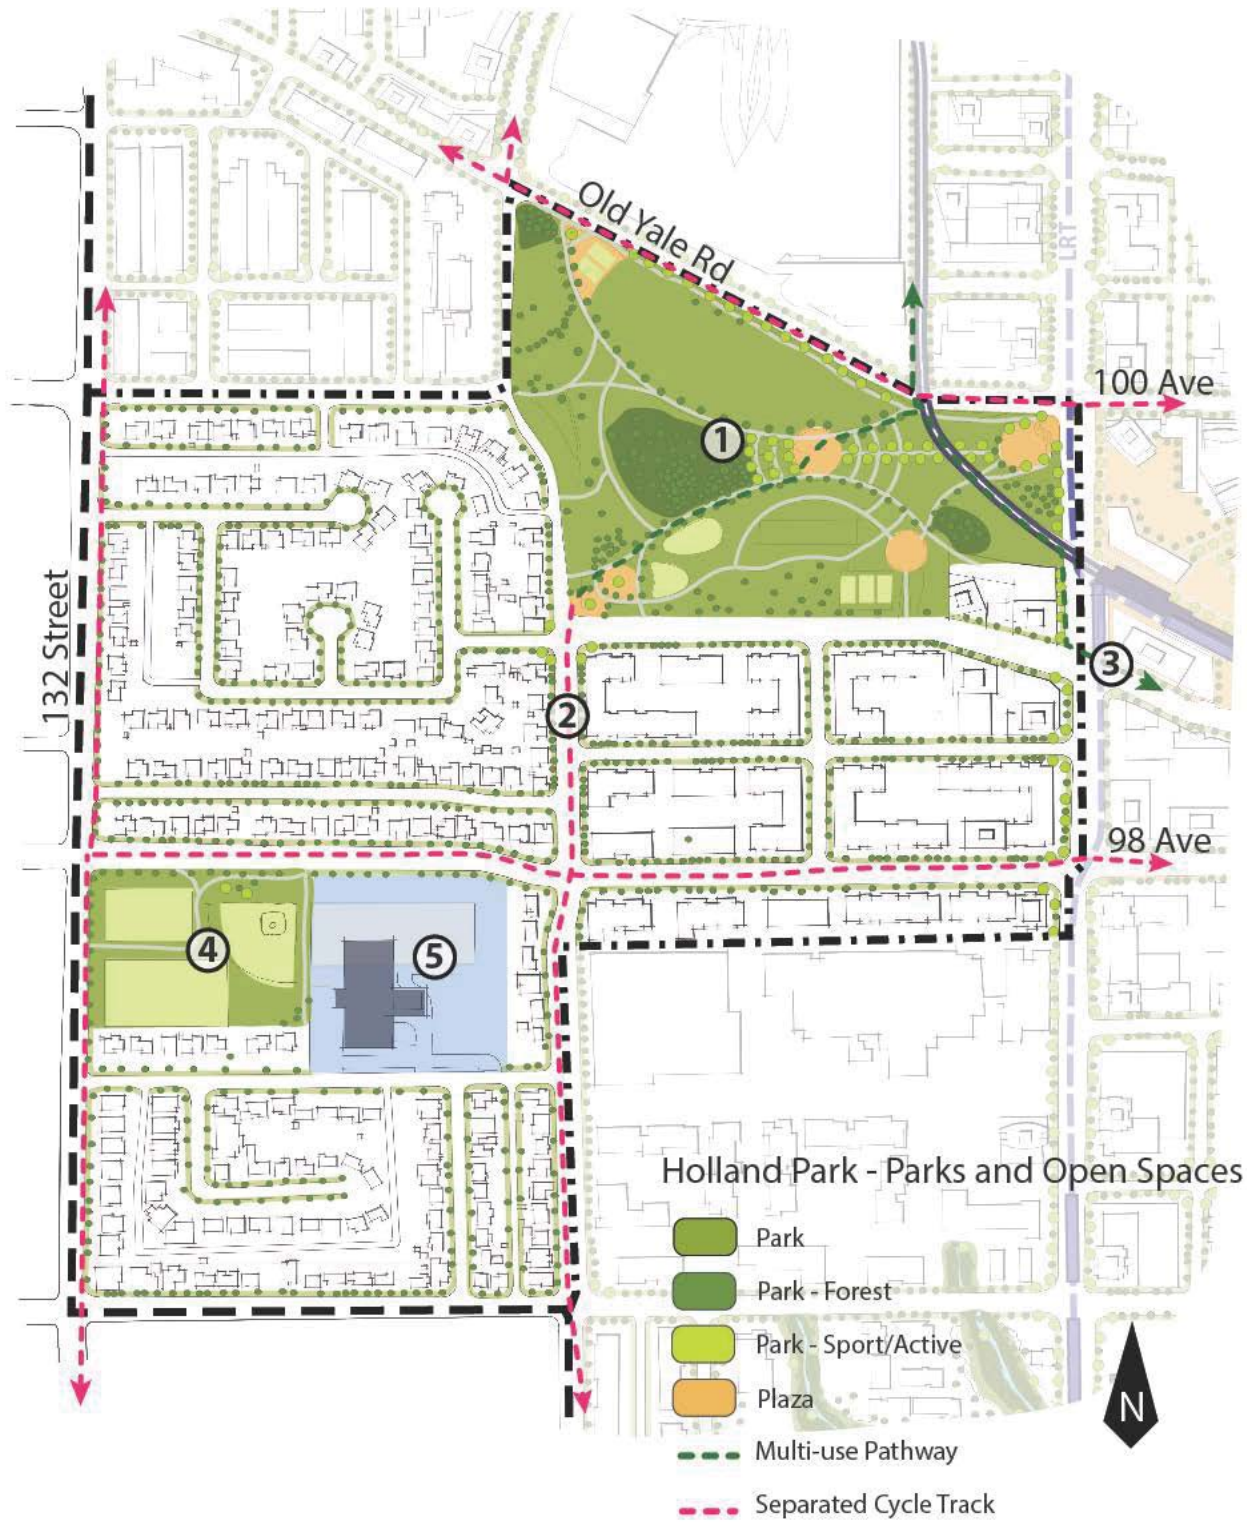 Old Yale Rd
LRT
100 Ave
1
132 Street
3
2
98 Ave
4
5
Holland Park - Parks and Open Spaces
Park
Park - Forest
Park - Sport/Active
Plaza
N
Multi-use Pathway
Separated Cycle Track